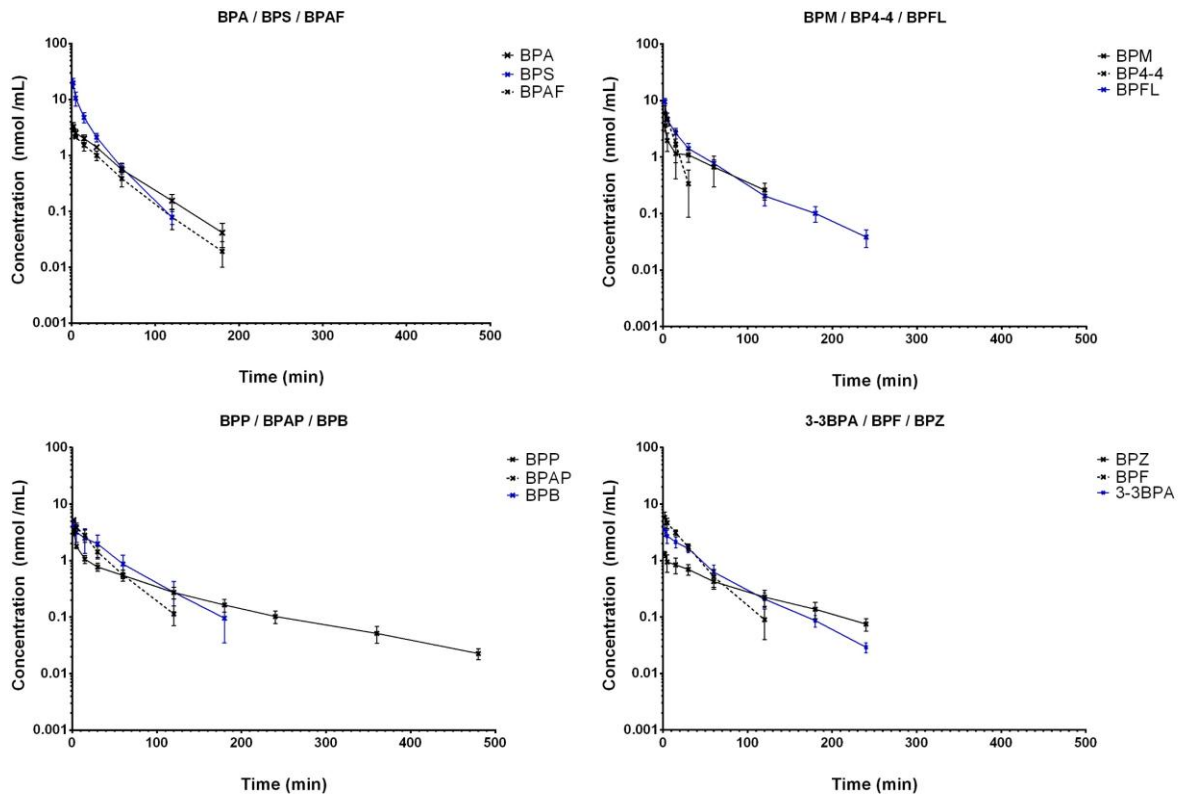 BPA / BPS / BPAF
100
10
1
0.1
0.01
0.001
Concentration (nmol /mL)
0 100 200 300 400 500
Time (min)
BPA
BPS
BPAF
BPM / BP4-4 / BPFL
100
10
1
0.1
0.01
0.001
Concentration (nmol /mL)
0 100 200 300 400 500
Time (min)
BPM
BP4-4
BPFL
BPP / BPAP / BPB
100
10
1
0.1
0.01
0.001
Concentration (nmol /mL)
0 100 200 300 400 500
Time (min)
BPP
BPAP
BPB
3-3BPA / BPF / BPZ
100
10
1
0.1
0.01
0.001
Concentration (nmol /mL)
0 100 200 300 400 500
Time (min)
BPZ
BPF
3-3BPA